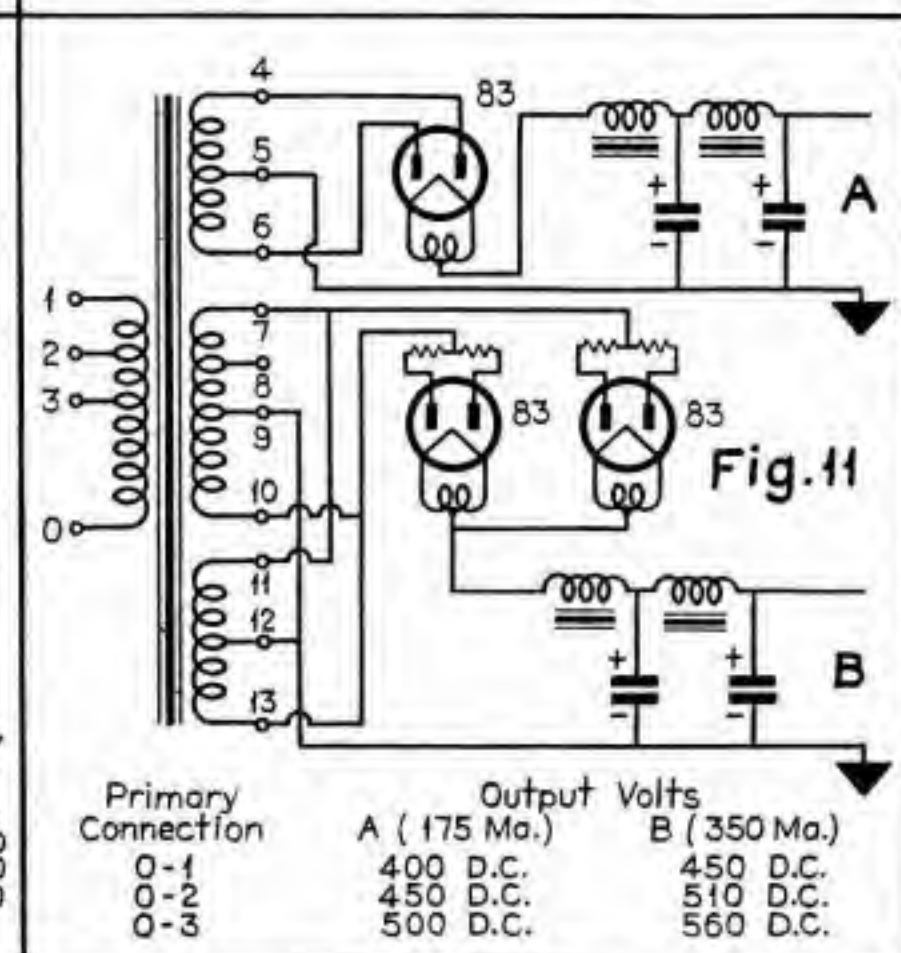 4
83
5
A
6
1
7
2
8
3
83
83
9
Fig.11
10
0
11
12
B
13
Primary Output Volts
Connection A ( 175 Ma.) B ( 350 Ma.)
0-1 400 D.C. 450 D.C.
0-2 450 D.C. 510 D.C.
0-3 500 D.C. 560 D.C.